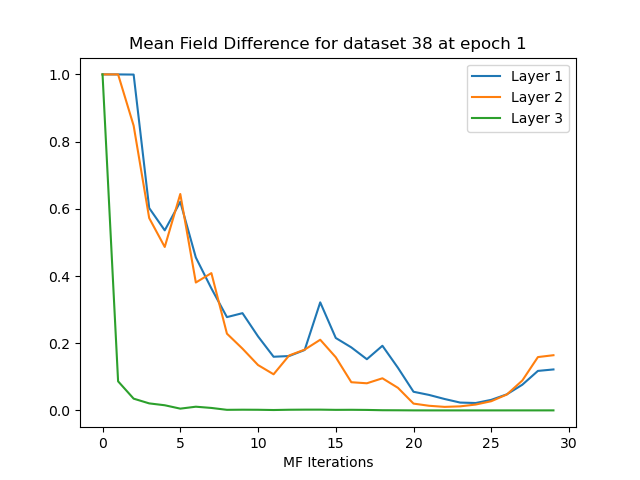 Mean Field Difference for dataset 38 at epoch 1
1.0
0.8
0.6
0.4
0.2
0.0
Layer 1
Layer 2
Layer 3
0 5 10 15 20 25 30
MF Iterations